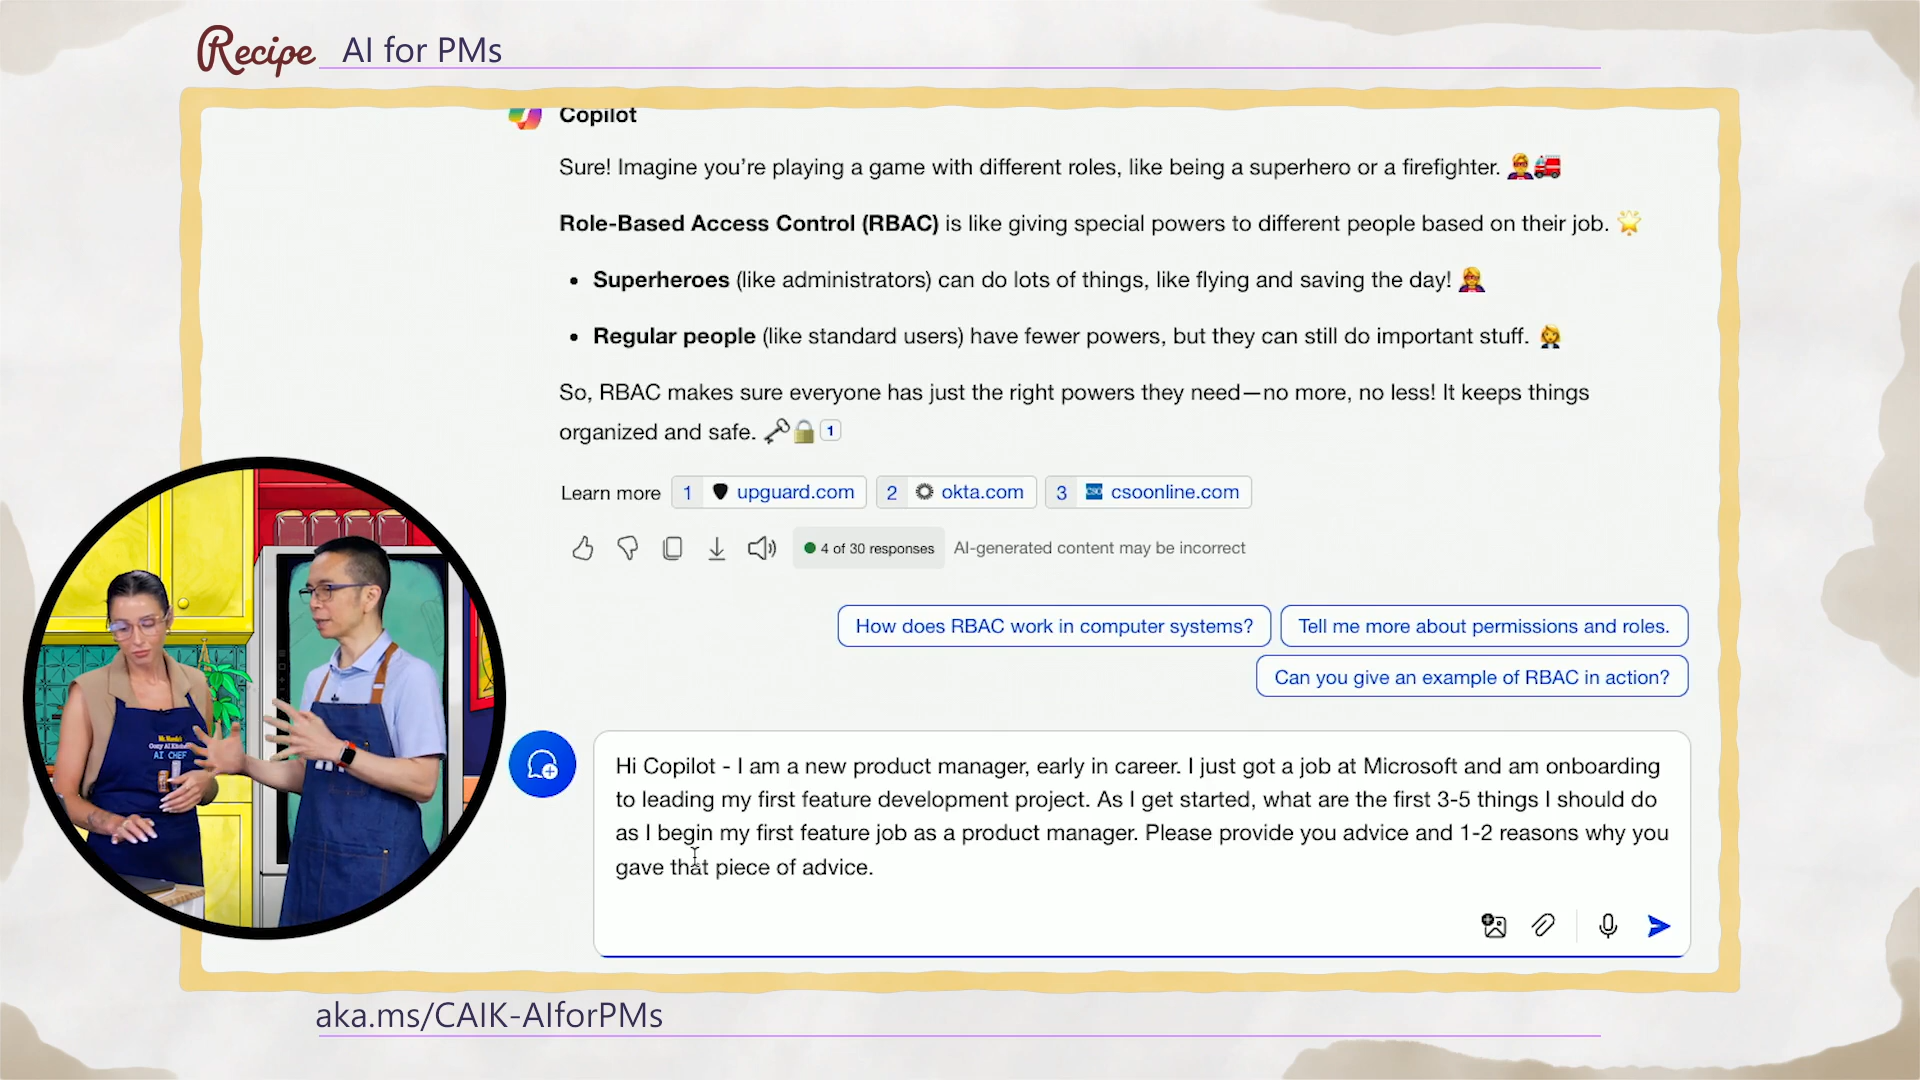 Recipe AI for PMs
Copilot
Sure! Imagine you’re playing a game with different roles, like being a superhero or a firefighter.
Role-Based Access Control (RBAC) is like giving special powers to different people based on their job.
• Superheroes (like administrators) can do lots of things, like flying and saving the day!
• Regular people (like standard users) have fewer powers, but they can still do important stuff.
So, RBAC makes sure everyone has just the right powers they need—no more, no less! It keeps things
organized and safe. 1
Learn more 1 upguard.com 2 okta.com 3 CSO csoonline.com
4 of 30 responses AI-generated content may be incorrect
How does RBAC work in computer systems? Tell me more about permissions and roles.
Can you give an example of RBAC in action?
Hi Copilot - I am a new product manager, early in career. I just got a job at Microsoft and am onboarding
to leading my first feature development project. As I get started, what are the first 3-5 things I should do
as I begin my first feature job as a product manager. Please provide you advice and 1-2 reasons why you
gave that piece of advice.
Cozy AI Kitchen
AI CHEF
aka.ms/CAIK-AIforPMs